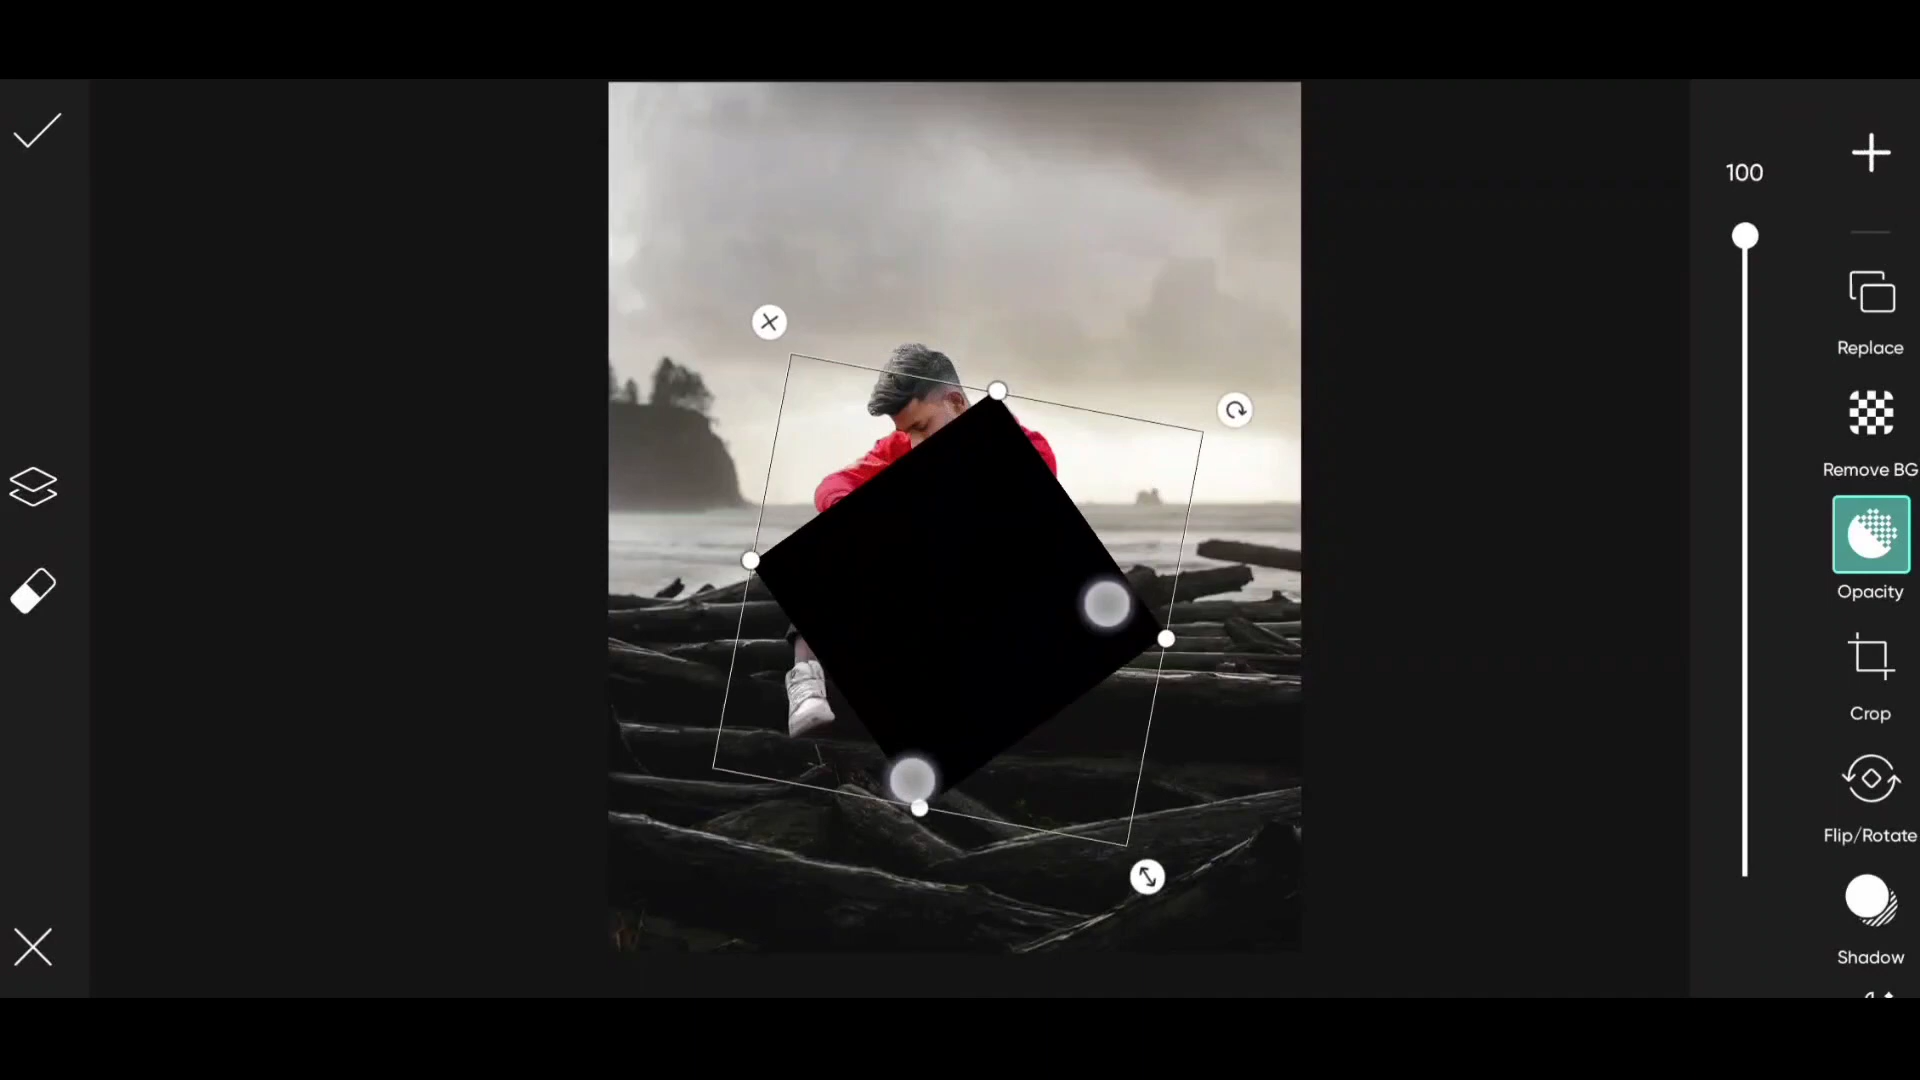 100
Replace
Remove BG
Opacity
Crop
Flip/Rotate
Shadow